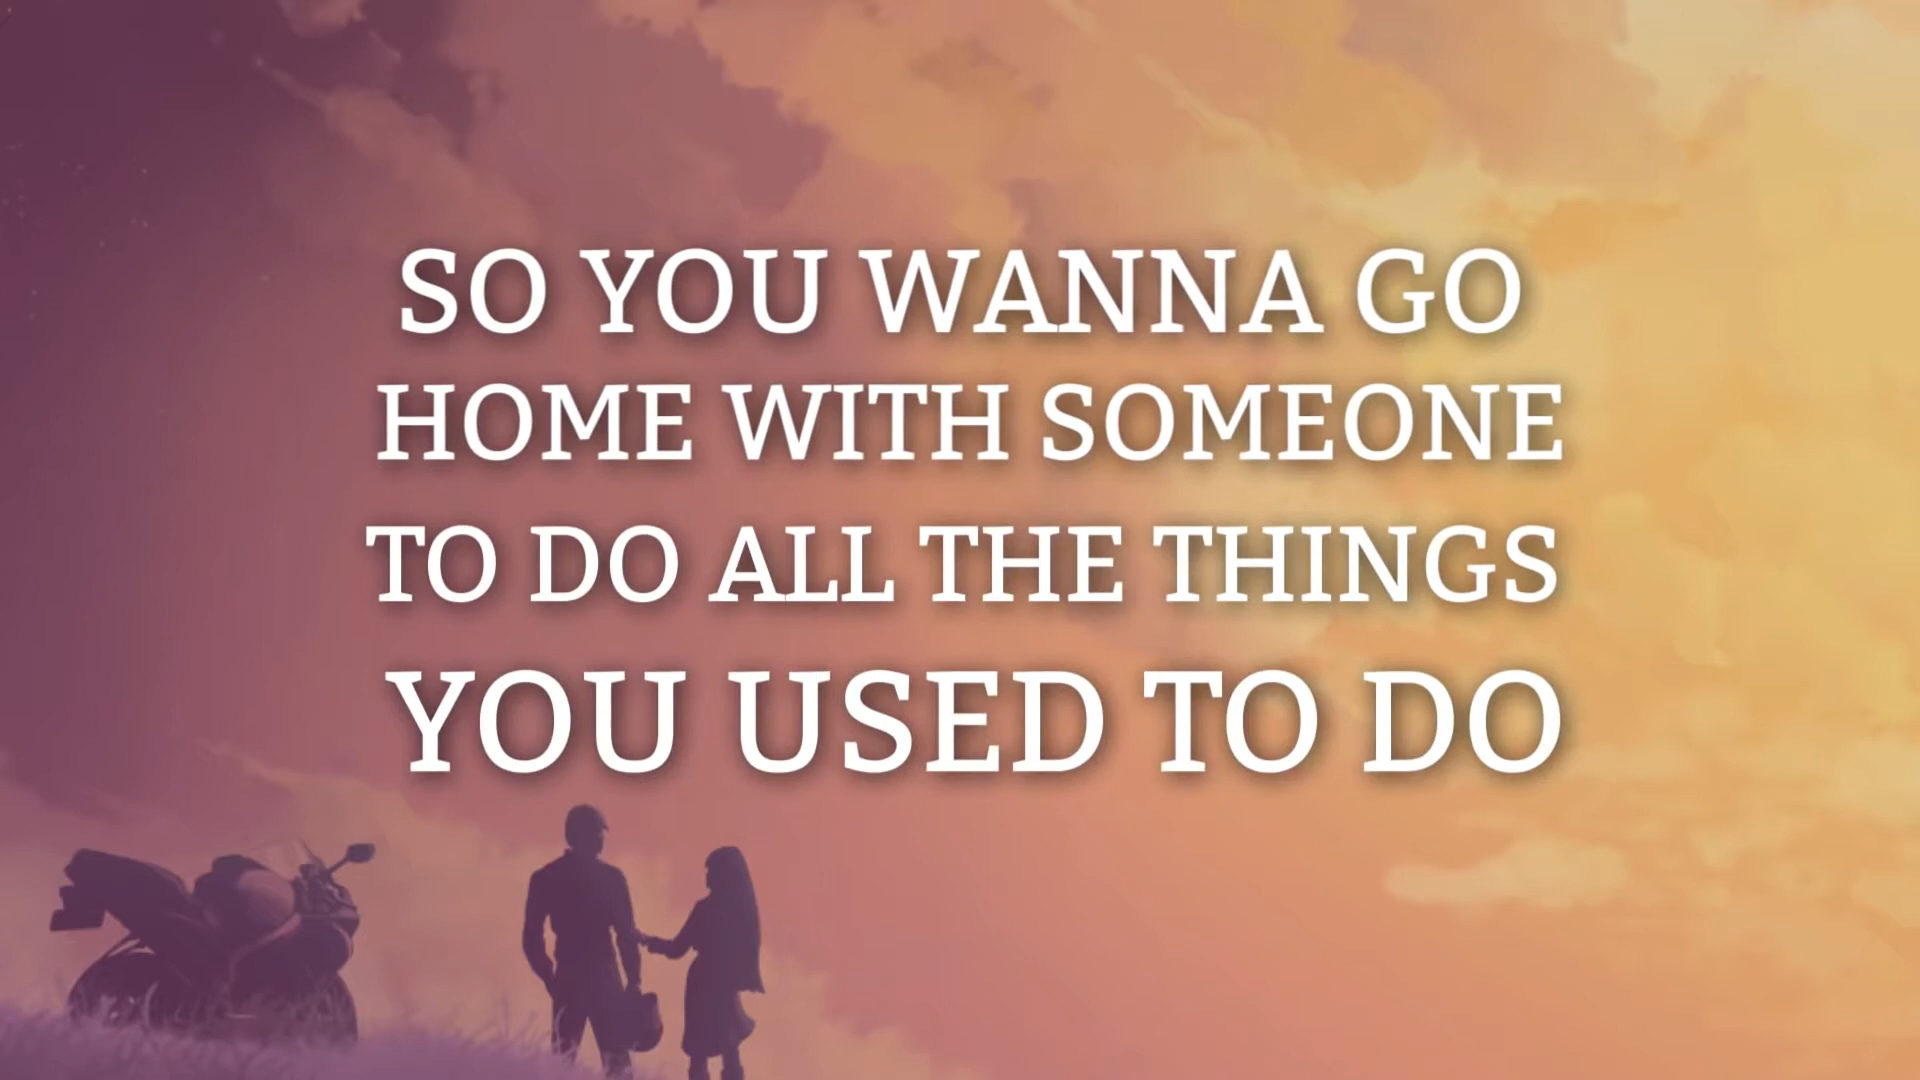 SO YOU WANNA GO
HOME WITH SOMEONE
TO DO ALL THE THINGS
YOU USED TO DO